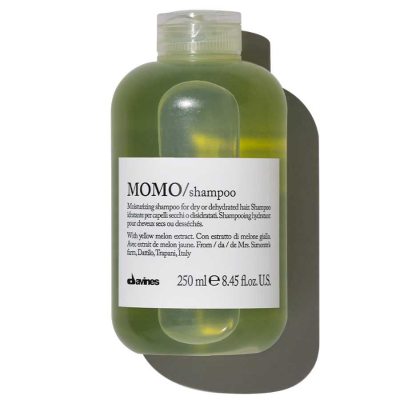 MOMO/shampoo
Moisturizing shampoo for dry or dehydrated hair. Shampoo
idratante per capelli secchi o disidratati. Shampooing hydratant
pour cheveux secs ou desséchés.
With yellow melon extract. Con estratto di melone giallo.
Avec extrait de melon jaune. From / da / de Mrs. Simone's
farm, Dattilo, Trapani, Italy
davines
250 ml ℮ 8.45 fl.oz. U.S.